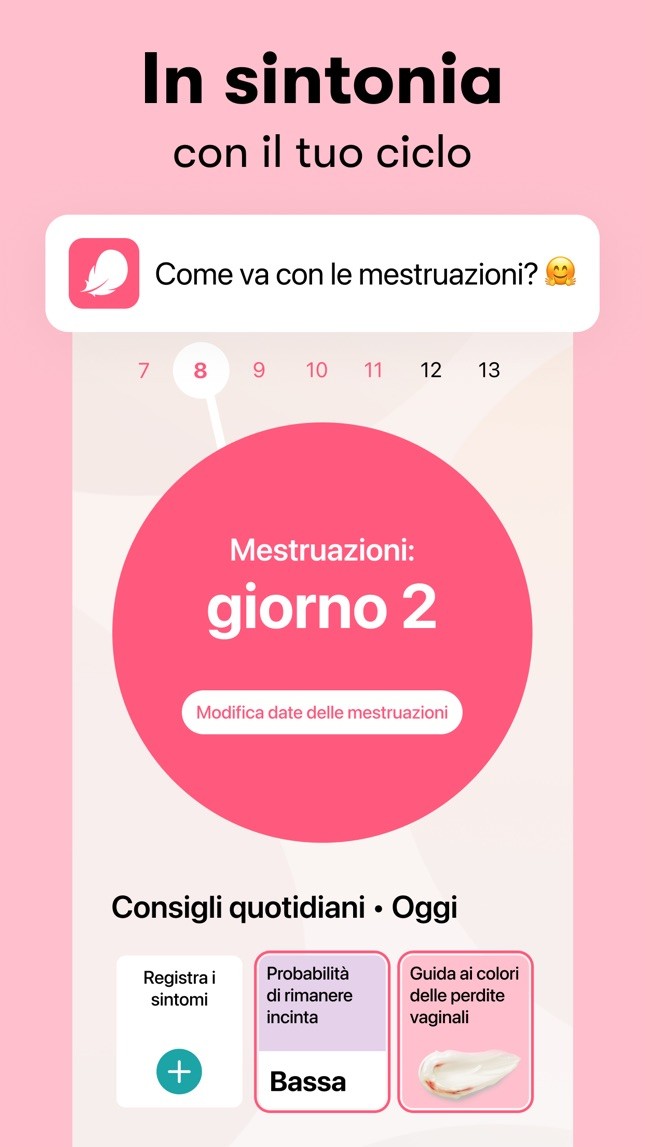 In sintonia
con il tuo ciclo
Come va con le mestruazioni? 🤗
7 8 9 10 11 12 13
Mestruazioni:
giorno 2
Modifica date delle mestruazioni
Consigli quotidiani • Oggi
Registra i
sintomi
Probabilità
di rimanere
incinta
Bassa
Guida ai colori
delle perdite
vaginali